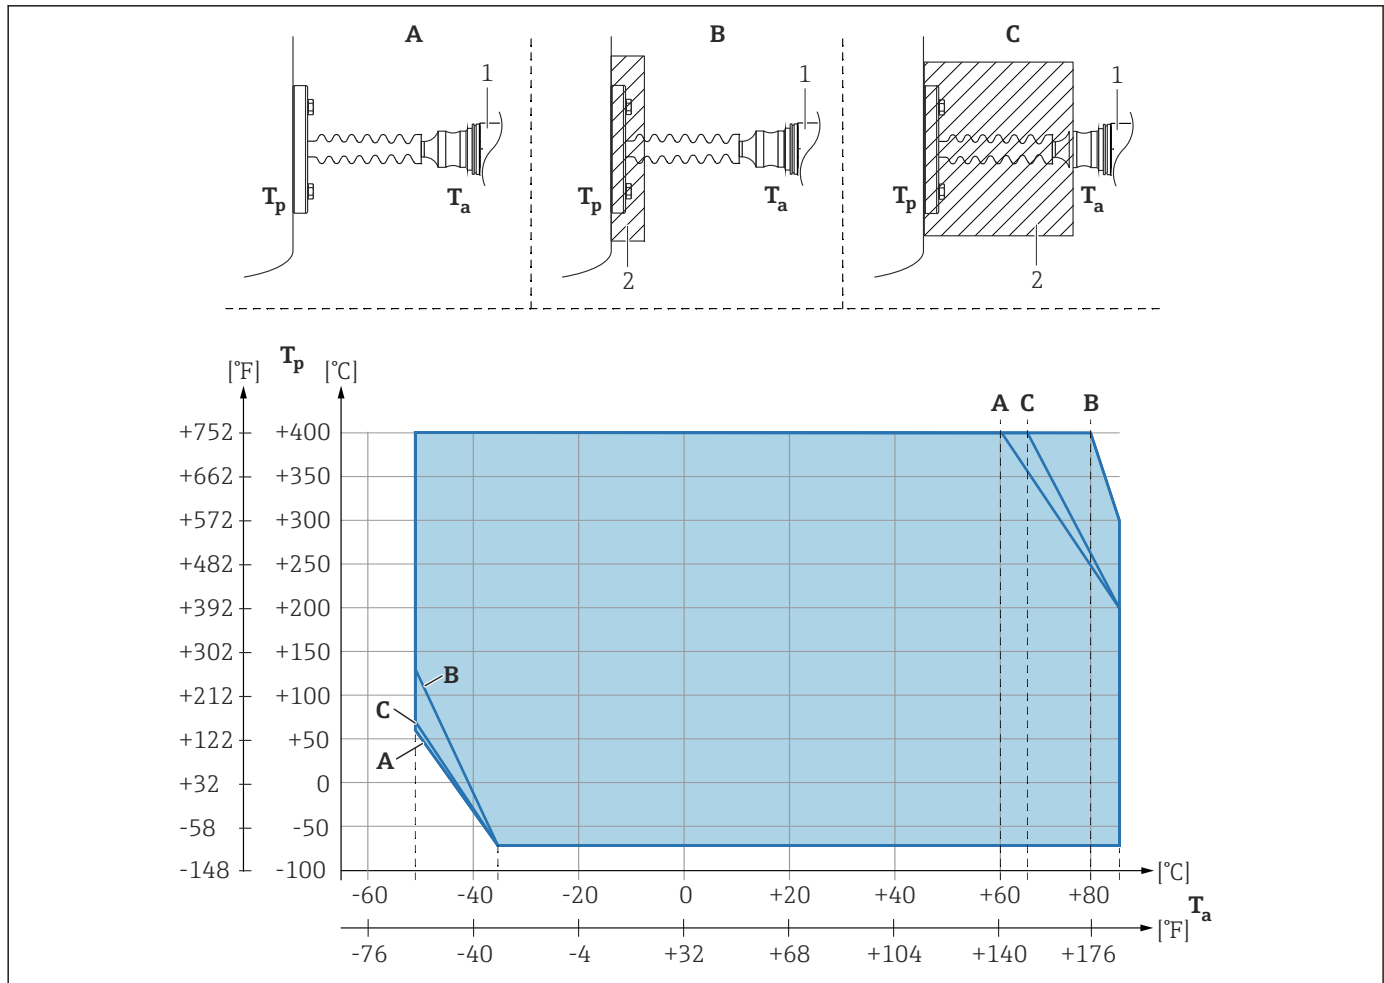 A
B
C
1
1
1
Tp
Ta
Tp
Ta
Tp
Ta
2
2
[°F] Tp [°C]
A C B
+752 +400
+662 +350
+572 +300
+482 +250
+392 +200
+302 +150
B
+212 +100
C
+122 +50
A
+32 0
-58 -50
-148 -100
[°C]
-60 -40 -20 0 +20 +40 +60 +80
Ta
[°F]
-76 -40 -4 +32 +68 +104 +140 +176